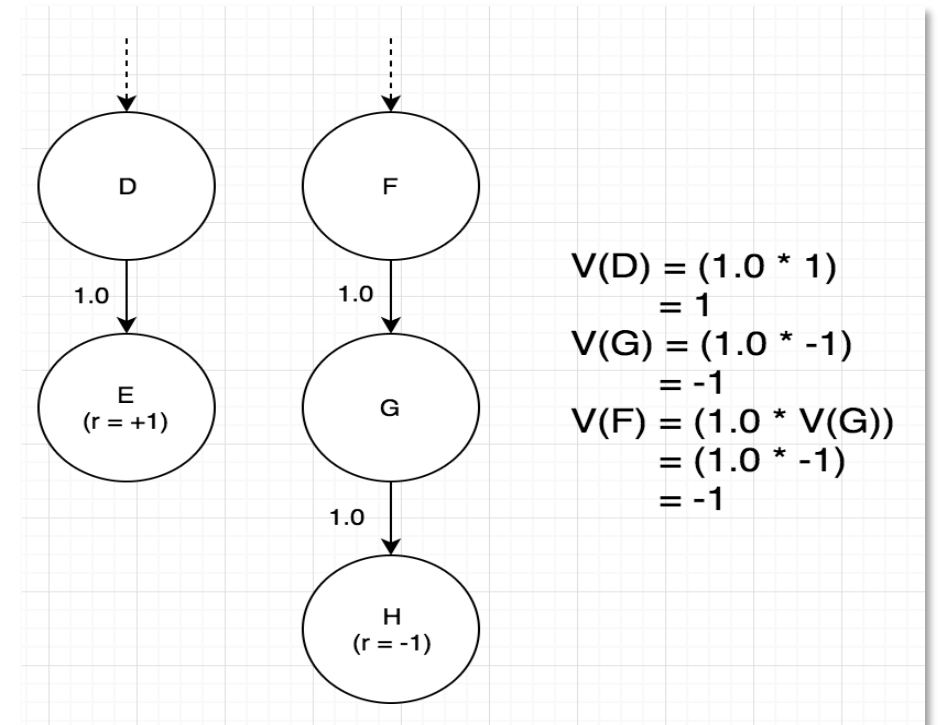 D
F
1.0
1.0
E
(r = +1)
G
1.0
H
(r = -1)
V(D) = (1.0 * 1)
= 1
V(G) = (1.0 * -1)
= -1
V(F) = (1.0 * V(G))
= (1.0 * -1)
= -1